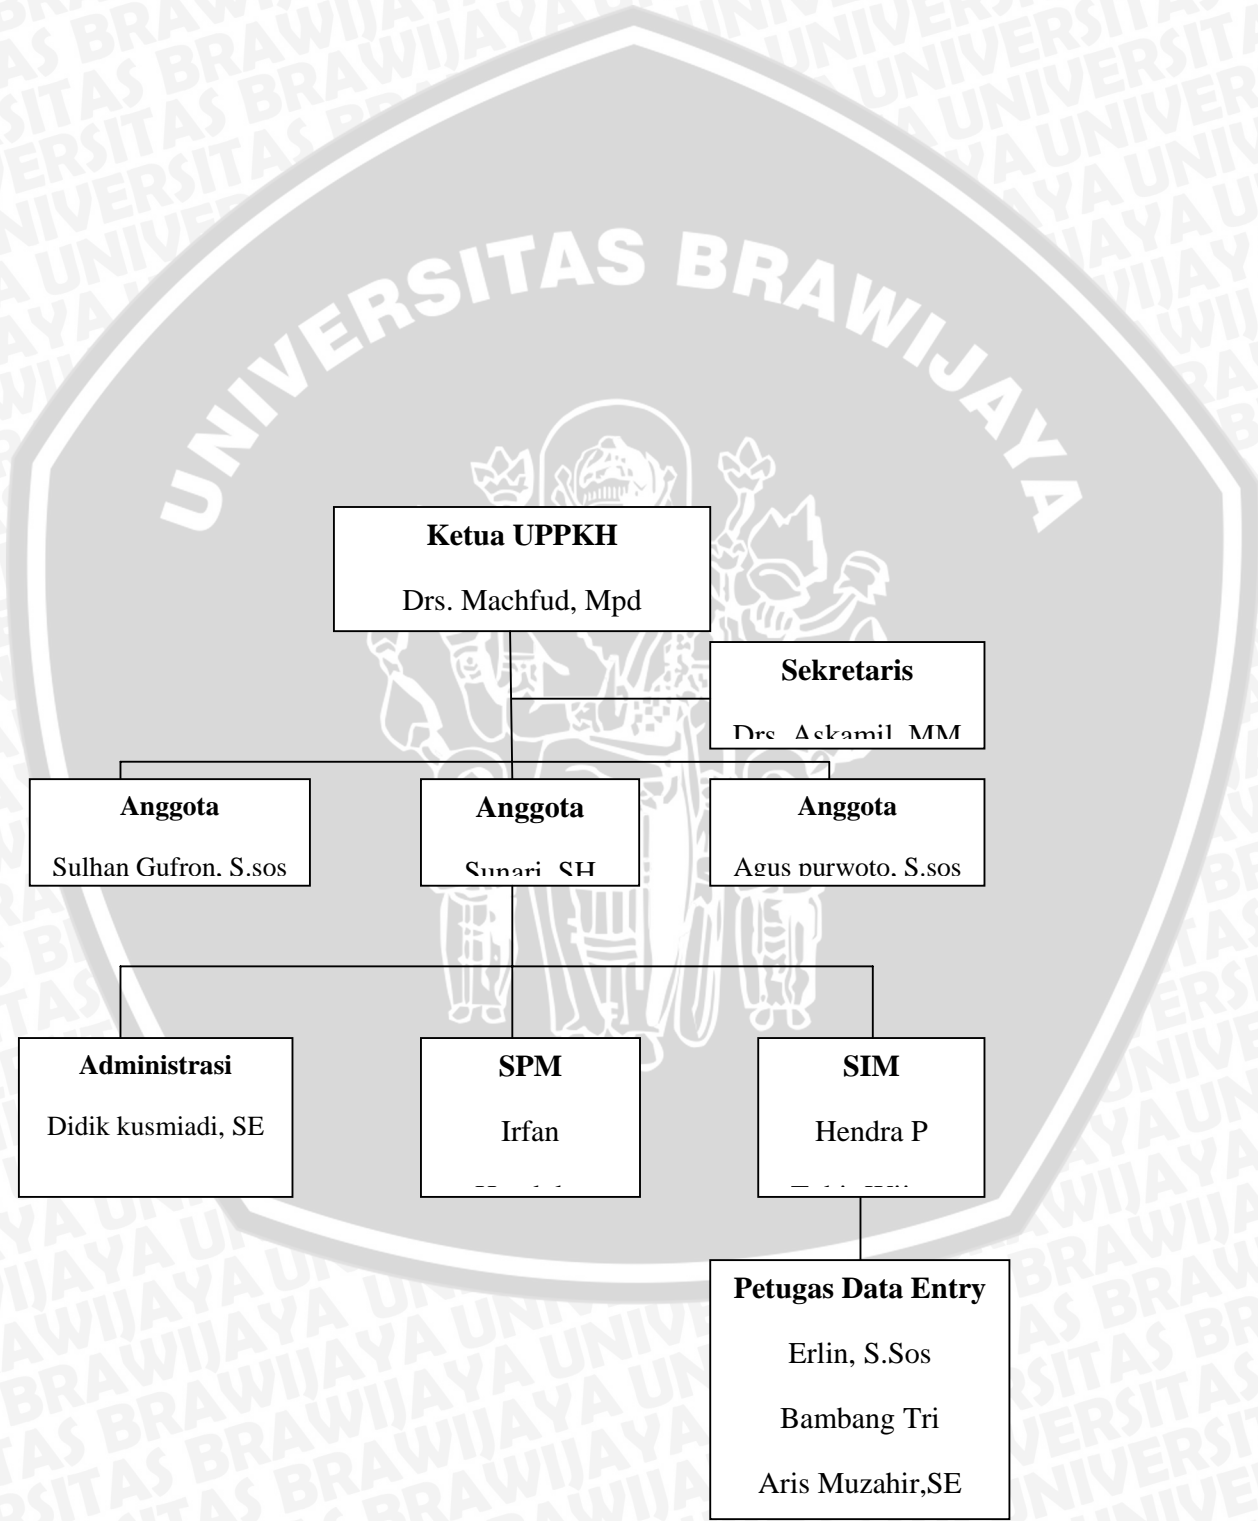 UNIVERSITAS BRAWIJAYA
Ketua UPPKH
Drs. Machfud, Mpd
Sekretaris
Drs. Askamil, MM
Anggota
Sulhan Gufron, S.sos
Anggota
Sunari, SH
Anggota
Agus purwoto, S.sos
Administrasi
Didik kusmiadi, SE
SPM
Irfan
SIM
Hendra P
Petugas Data Entry
Erlin, S.Sos
Bambang Tri
Aris Muzahir,SE